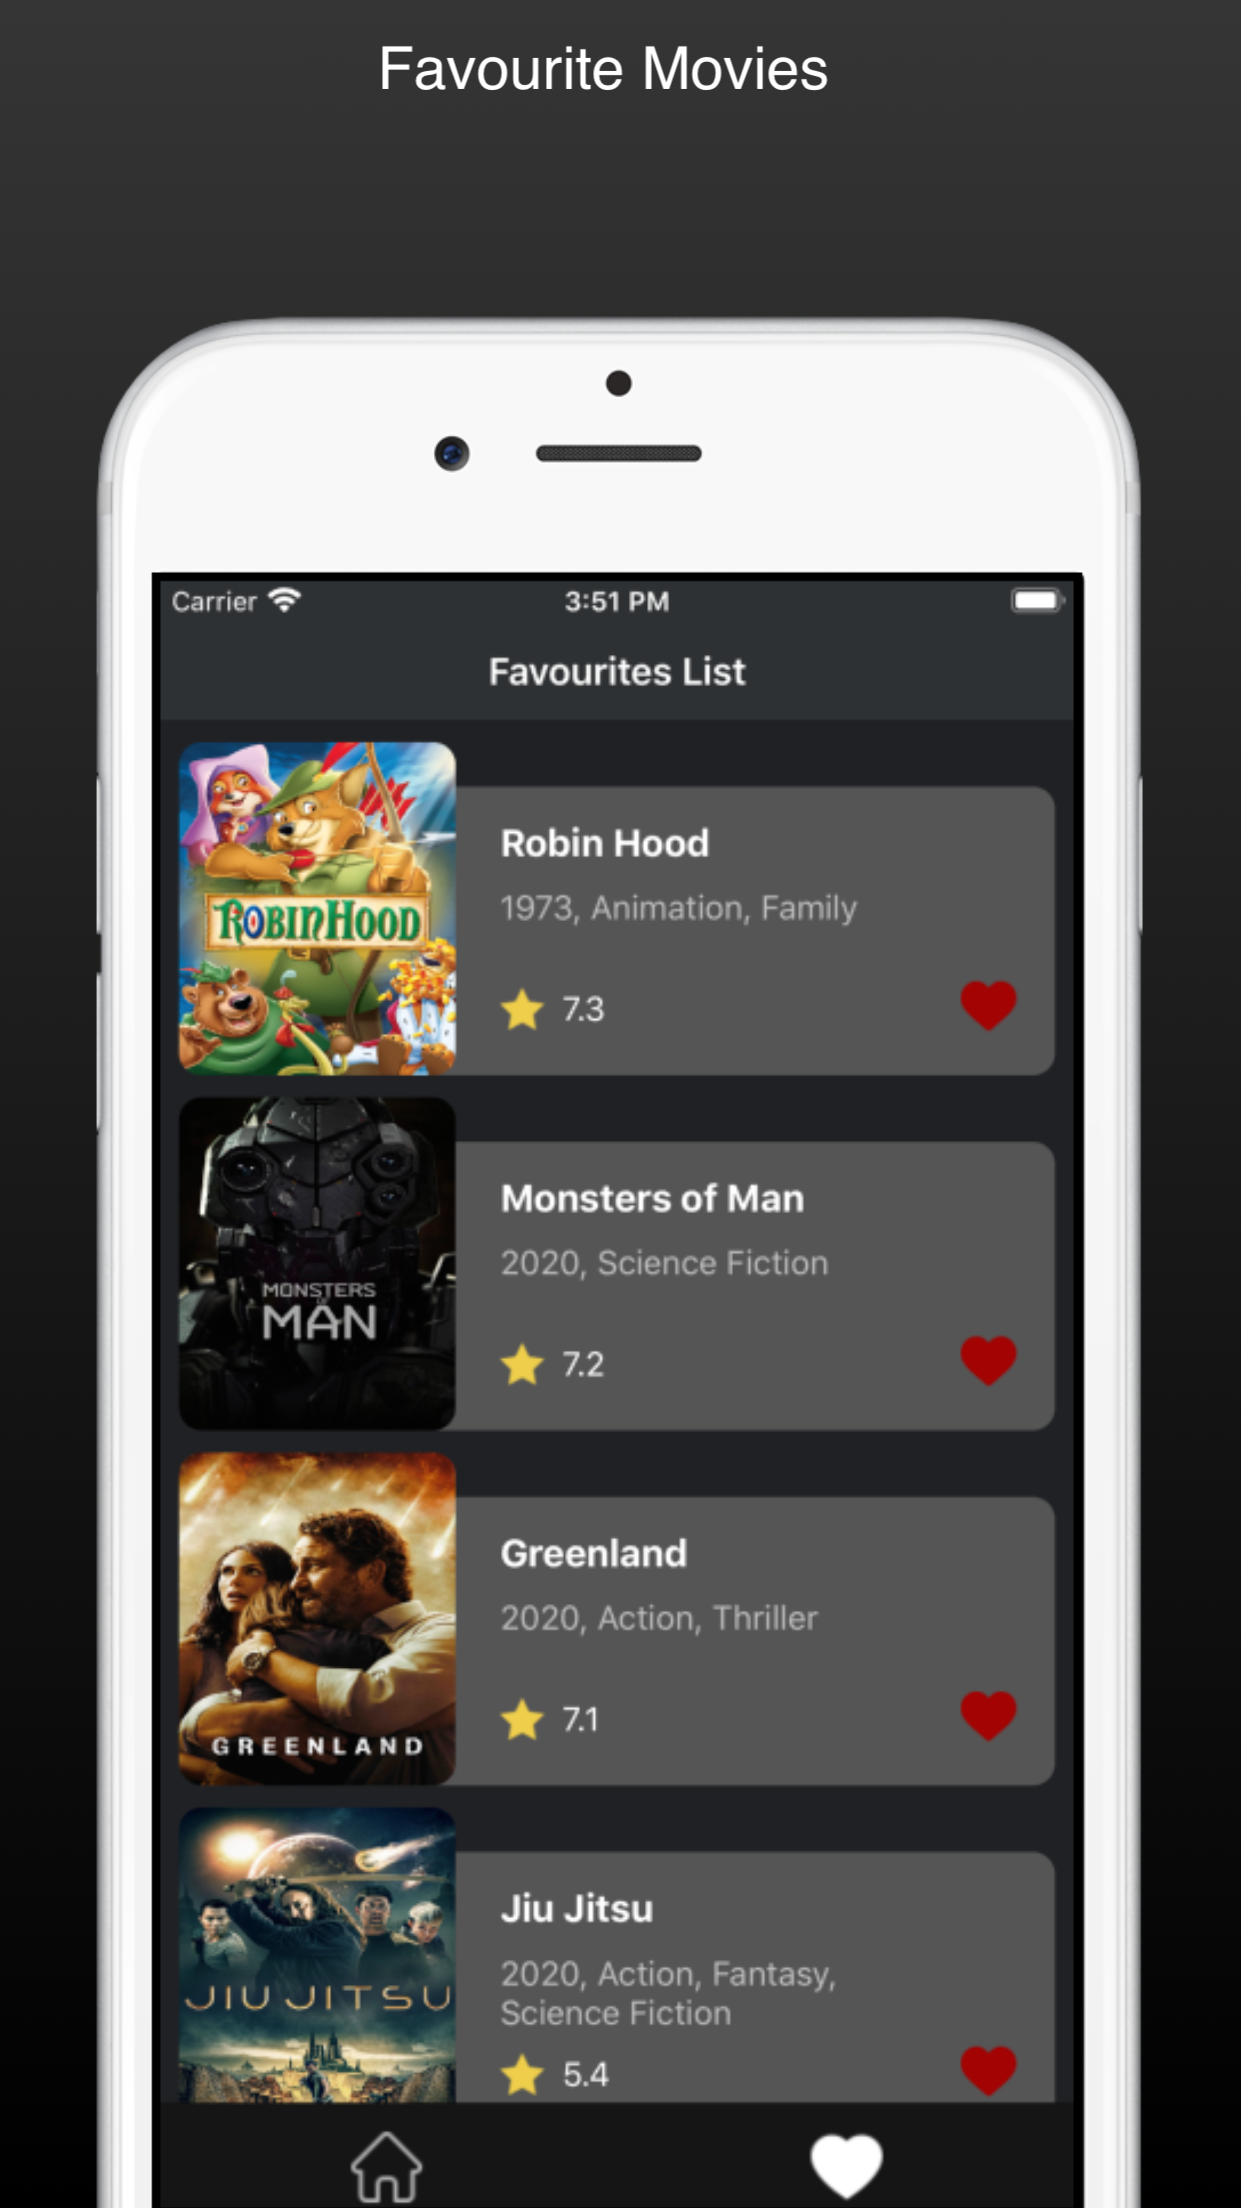 Favourite Movies
Carrier 3:51 PM
Favourites List
ROBIN HOOD
Robin Hood
1973, Animation, Family
7.3
MONSTERS
OF
MAN
Monsters of Man
2020, Science Fiction
7.2
GREENLAND
Greenland
2020, Action, Thriller
7.1
JIU JITSU
Jiu Jitsu
2020, Action, Fantasy,
Science Fiction
5.4